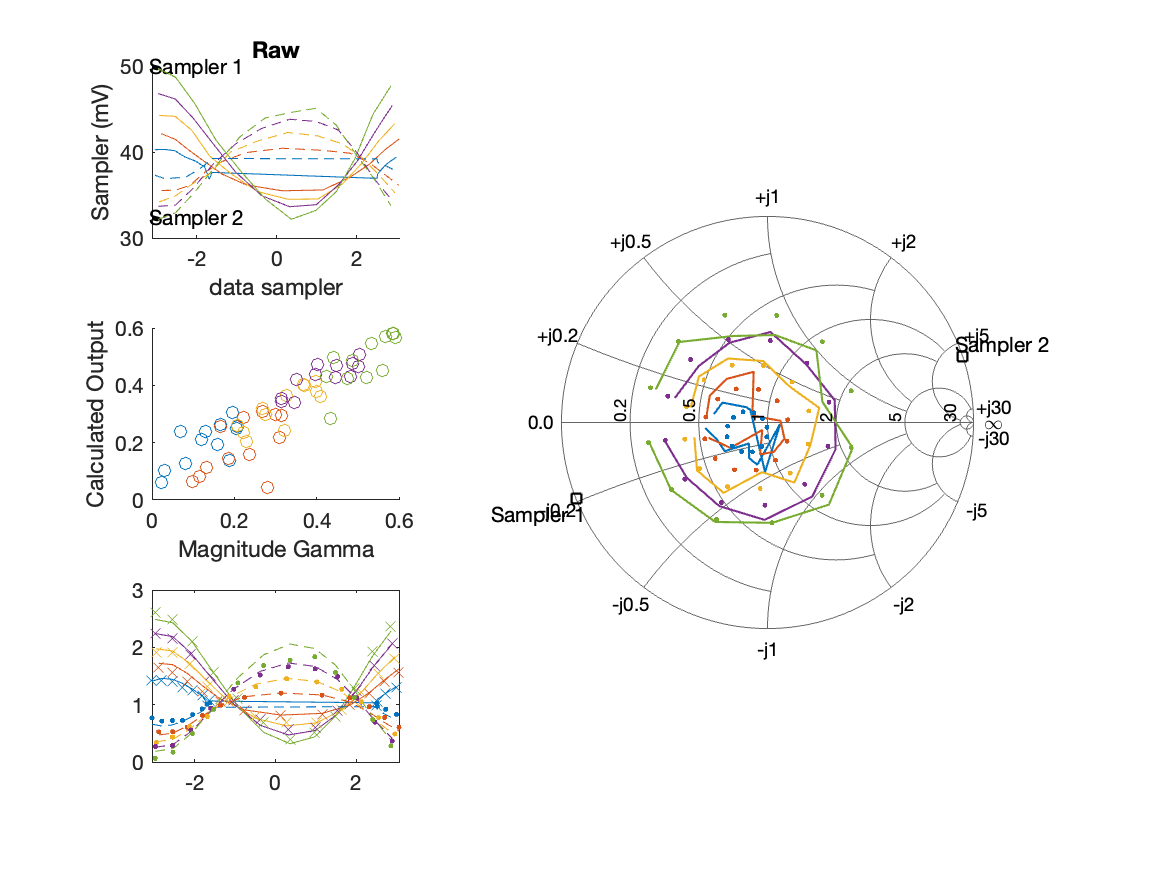 Raw
50
Sampler 1
Sampler (mV)
40
Sampler 2
30
-2 0 2
data sampler
0.6
Calculated Output
0.4
0.2
0
0 0.2 0.4 0.6
Magnitude Gamma
3
2
1
0
-2 0 2
+j1
+j0.5 +j2
+j0.2 +j5
Sampler 2
0.0 0.2 0.5 1 2 5 30 +j30
∞
-j30
-j0.2 -j5
Sampler 1
-j0.5 -j2
-j1